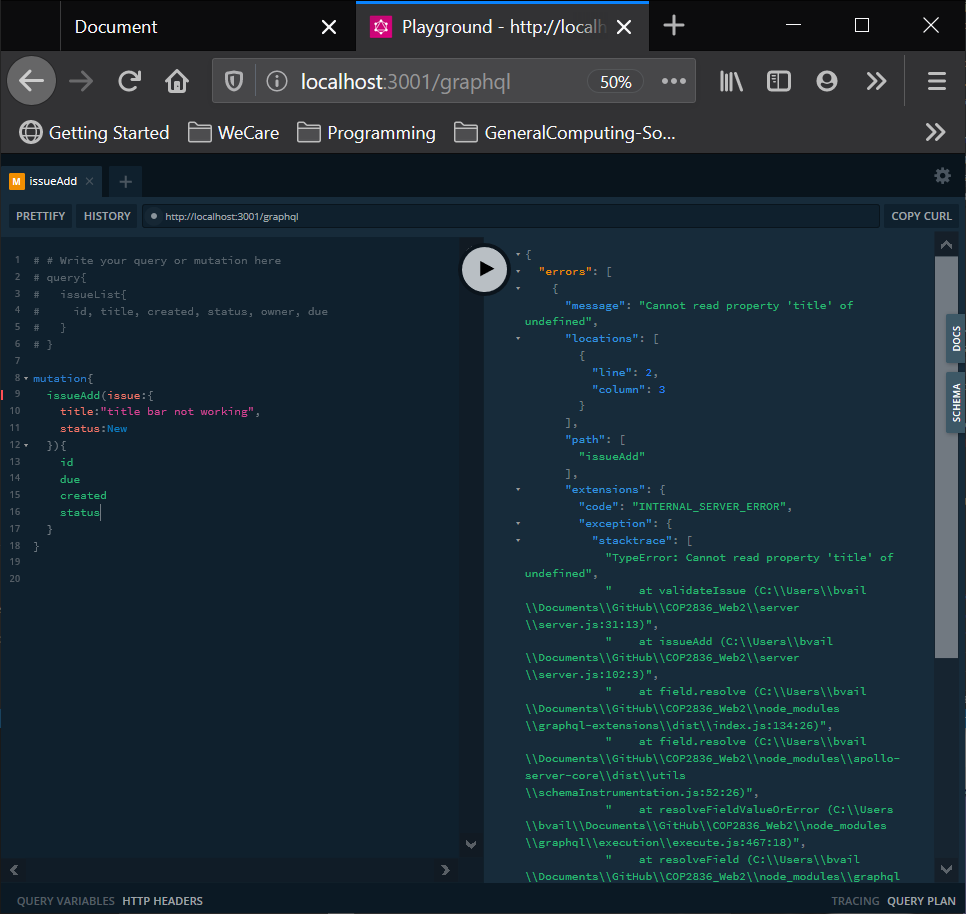 Document
Playground - http://localh
localhost:3001/graphql
50%
Getting Started
WeCare
Programming
GeneralComputing-So...
M issueAdd
PRETTIFY
HISTORY
http://localhost:3001/graphql
COPY CURL
1 # # Write your query or mutation here
2 # query{
3 #   issueList{
4 #     id, title, created, status, owner, due
5 #   }
6 # }
7
8 mutation{
9   issueAdd(issue:{
10     title:"title bar not working",
11     status:New
12   }){
13     id
14     due
15     created
16     status
17   }
18 }
19
20
{
"errors": [
{
"message": "Cannot read property 'title' of
undefined",
"locations": [
{
"line": 2,
"column": 3
}
],
"path": [
"issueAdd"
],
"extensions": {
"code": "INTERNAL_SERVER_ERROR",
"exception": {
"stacktrace": [
"TypeError: Cannot read property 'title' of
undefined",
"    at validateIssue (C:\\Users\\bvail
\\Documents\\GitHub\\COP2836_Web2\\server
\\server.js:31:13)",
"    at issueAdd (C:\\Users\\bvail
\\Documents\\GitHub\\COP2836_Web2\\server
\\server.js:102:3)",
"    at field.resolve (C:\\Users\\bvail
\\Documents\\GitHub\\COP2836_Web2\\node_modules
\\graphql-extensions\\dist\\index.js:134:26)",
"    at field.resolve (C:\\Users\\bvail
\\Documents\\GitHub\\COP2836_Web2\\node_modules\\apollo-
server-core\\dist\\utils
\\schemaInstrumentation.js:52:26)",
"    at resolveFieldValueOrError (C:\\Users
\\bvail\\Documents\\GitHub\\COP2836_Web2\\node_modules
\\graphql\\execution\\execute.js:467:18)",
"    at resolveField (C:\\Users\\bvail
\\Documents\\GitHub\\COP2836_Web2\\node_modules\\graphql
DOCS
SCHEMA
QUERY VARIABLES
HTTP HEADERS
TRACING
QUERY PLAN